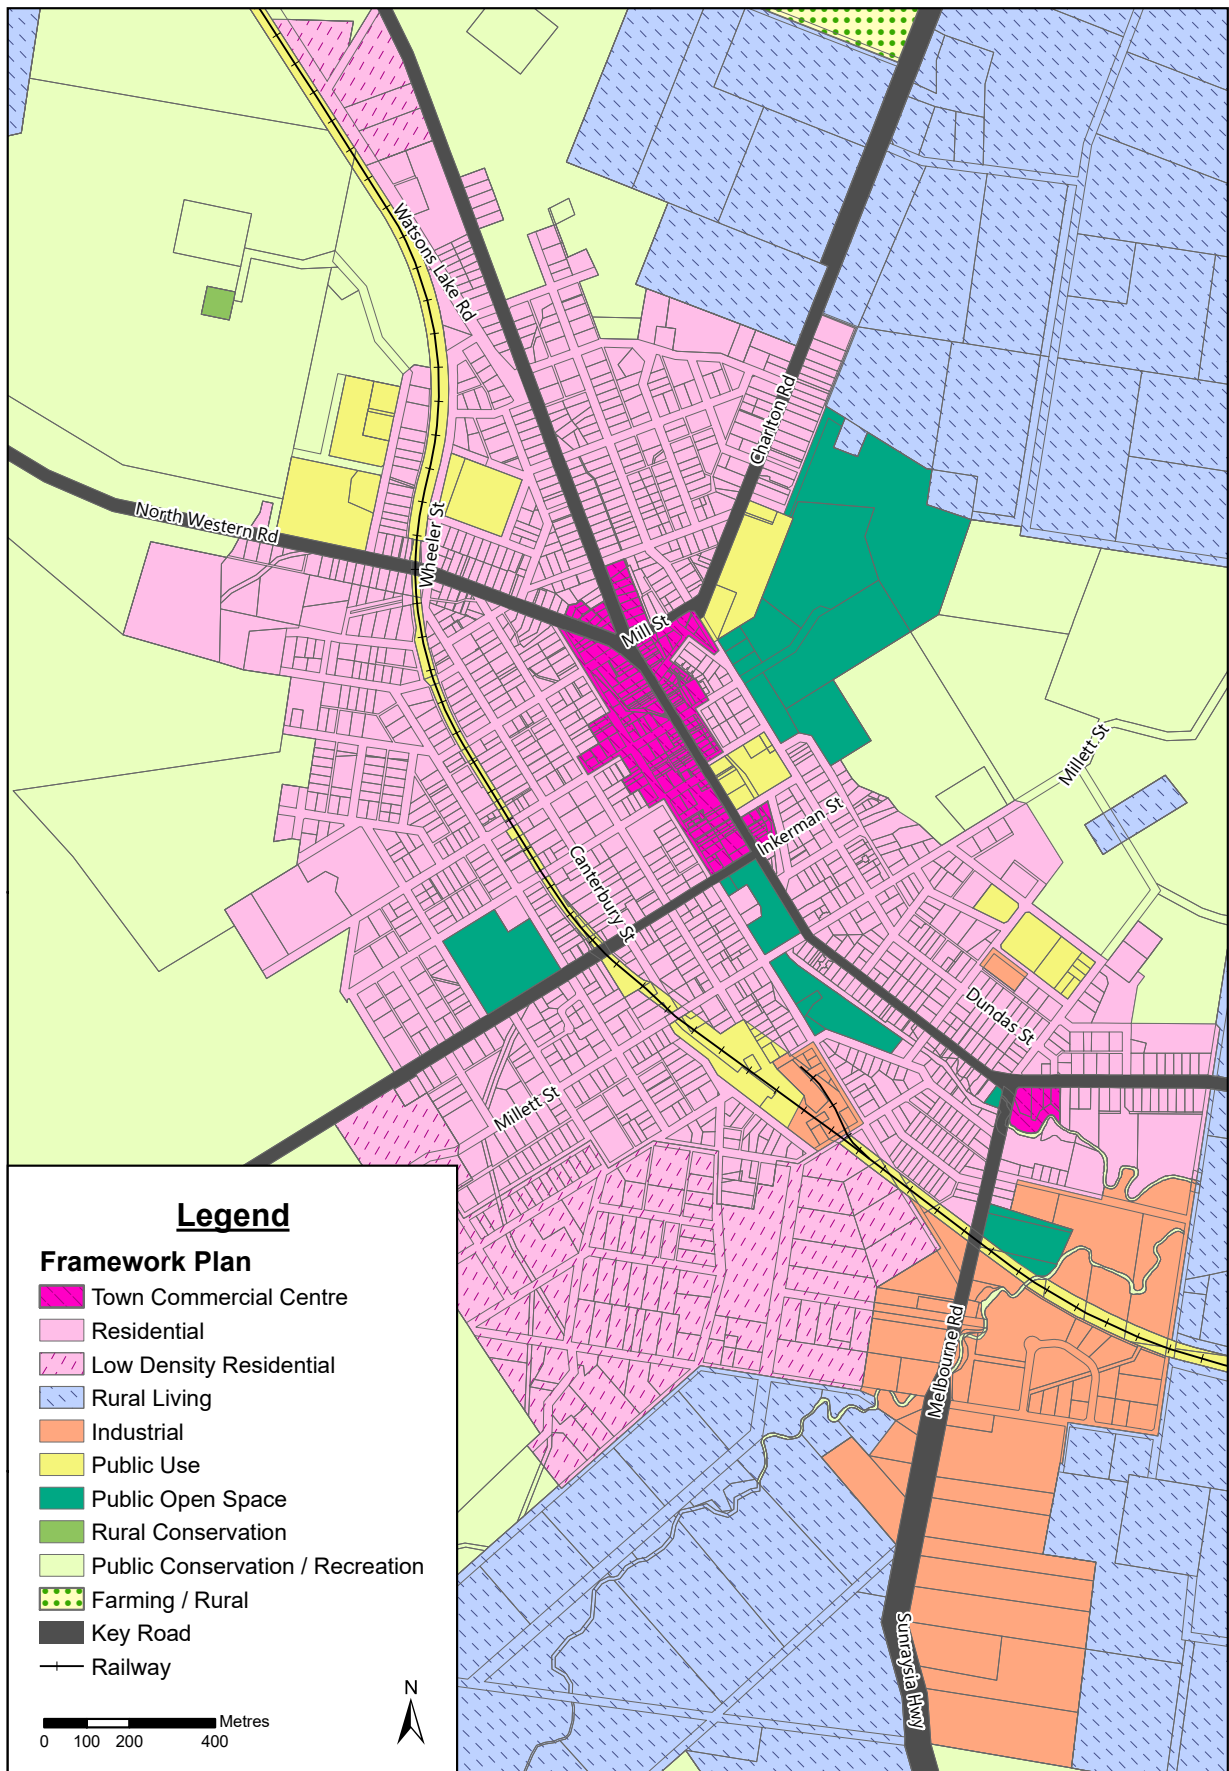 Watsons Lake Rd
Charlton Rd
North Western Rd
Wheeler St
Mill St
Millett St
Inkerman St
Canterbury St
Dundas St
Millett St
Melbourne Rd
Sunraysia Hwy
Legend
Framework Plan
Town Commercial Centre
Residential
Low Density Residential
Rural Living
Industrial
Public Use
Public Open Space
Rural Conservation
Public Conservation / Recreation
Farming / Rural
Key Road
Railway
N
Metres
0 100 200 400